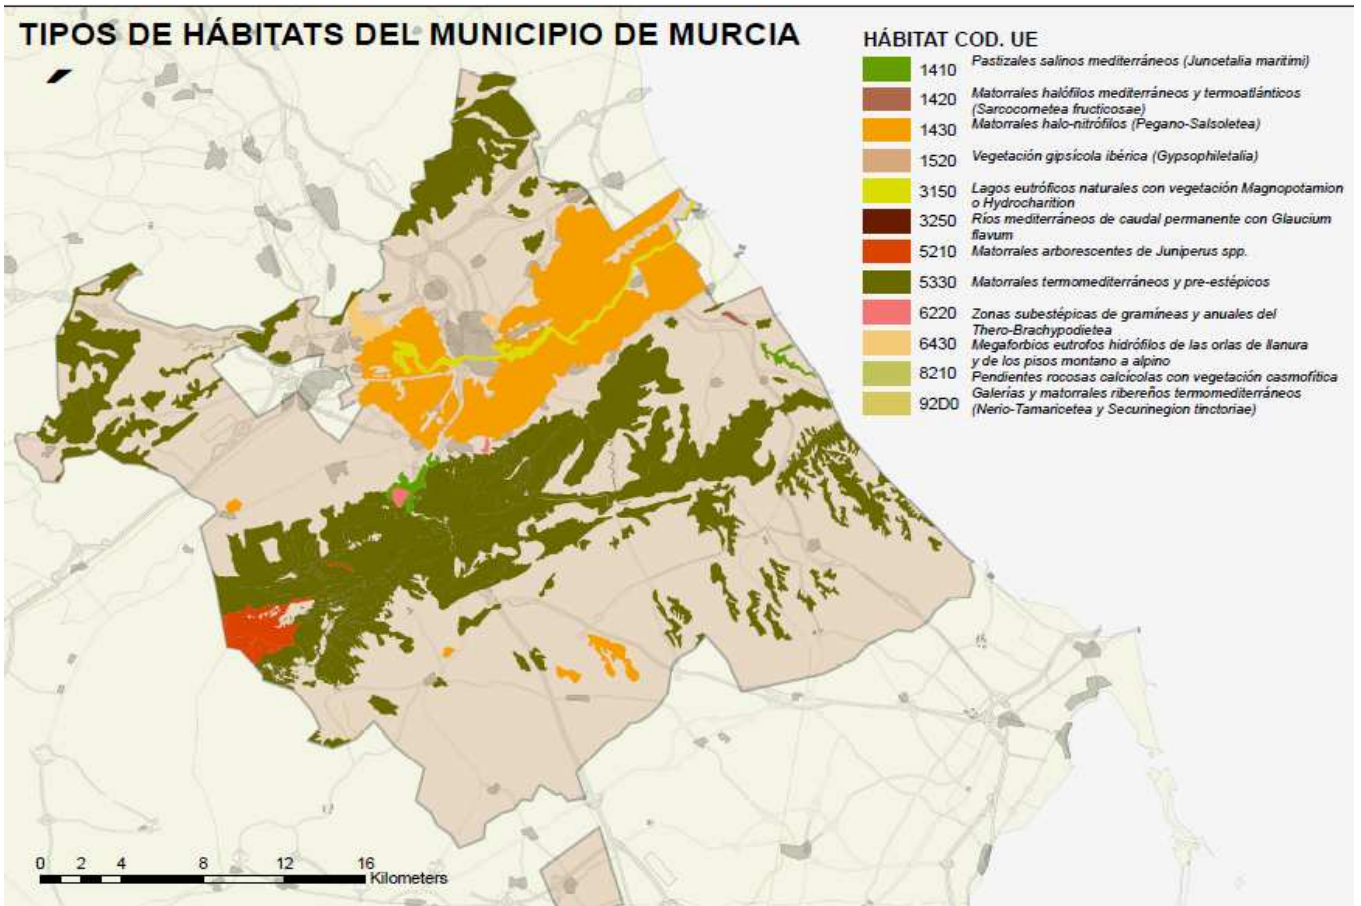 TIPOS DE HÁBITATS DEL MUNICIPIO DE MURCIA
HÁBITAT COD. UE
1410 Pastizales salinos mediterráneos (Juncetalia maritimi)
1420 Matorrales halófilos mediterráneos y termoatlánticos
(Sarcocornetea fructicosae)
1430 Matorrales halo-nitrófilos (Pegano-Salsoletea)
1520 Vegetación gipsícola ibérica (Gypsophiletalia)
3150 Lagos eutróficos naturales con vegetación Magnopotamion
o Hydrocharition
3250 Ríos mediterráneos de caudal permanente con Glaucium
flavum
5210 Matorrales arborescentes de Juniperus spp.
5330 Matorrales termomediterráneos y pre-estépicos
6220 Zonas subestépicas de gramíneas y anuales del
Thero-Brachypodietea
6430 Megaforbios eutrofos hidrófilos de las orlas de llanura
y de los pisos montano a alpino
8210 Pendientes rocosas calcícolas con vegetación casmofítica
92D0 Galerías y matorrales ribereños termomediterráneos
(Nerio-Tamaricetea y Securinegion tinctoriae)
0 2 4 8 12 16
Kilometers